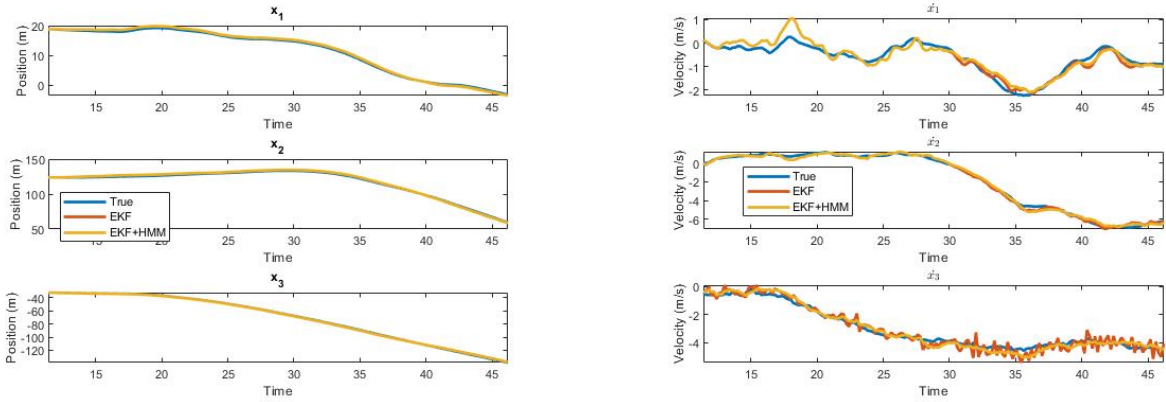 x1
Position (m)
20
0
15 20 25 30 35 40 45
Time
x2
Position (m)
150
100
50
True
EKF
EKF+HMM
15 20 25 30 35 40 45
Time
x3
Position (m)
-40
-60
-80
-100
-120
15 20 25 30 35 40 45
Time
ẋ1
Velocity (m/s)
1
0
-1
-2
15 20 25 30 35 40 45
Time
ẋ2
Velocity (m/s)
0
-2
-4
-6
True
EKF
EKF+HMM
15 20 25 30 35 40 45
Time
ẋ3
Velocity (m/s)
0
-2
-4
15 20 25 30 35 40 45
Time